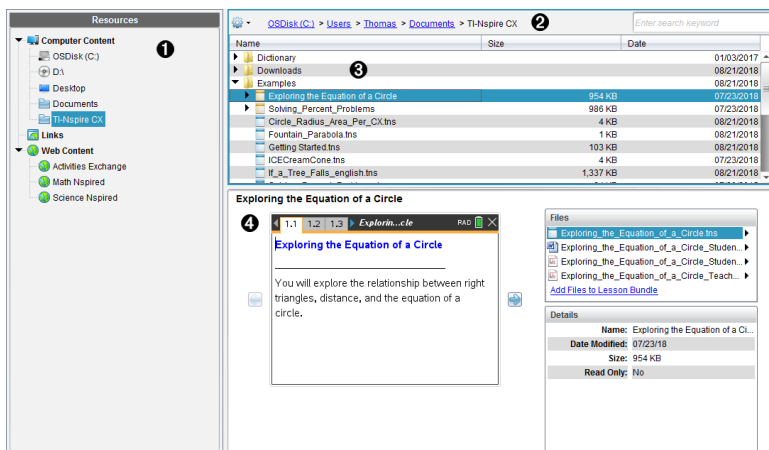 Resources
Computer Content
❶
OSDisk (C:)
D:\
Desktop
Documents
TI-Nspire CX
Links
Web Content
Activities Exchange
Math Nspired
Science Nspired
OSDisk (C:) > Users > Thomas > Documents > TI-Nspire CX ❷ Enter search keyword
Name Size Date
Dictionary 01/03/2017
Downloads 08/21/2018
❸
Examples 08/21/2018
Exploring the Equation of a Circle 954 KB 07/23/2018
Solving_Percent_Problems 986 KB 07/23/2018
Circle_Radius_Area_Per_CX.tns 4 KB 08/21/2018
Fountain_Parabola.tns 1 KB 08/21/2018
Getting Started.tns 103 KB 08/21/2018
ICECreamCone.tns 4 KB 07/23/2018
If_a_Tree_Falls_english.tns 1,337 KB 08/21/2018
Exploring the Equation of a Circle
❹
1.1 1.2 1.3 Explorin...cle RAD
Exploring the Equation of a Circle
You will explore the relationship between right
triangles, distance, and the equation of a
circle.
Files
Exploring_the_Equation_of_a_Circle.tns
Exploring_the_Equation_of_a_Circle_Studen...
Exploring_the_Equation_of_a_Circle_Studen...
Exploring_the_Equation_of_a_Circle_Teach...
Add Files to Lesson Bundle
Details
Name: Exploring the Equation of a Ci...
Date Modified: 07/23/18
Size: 954 KB
Read Only: No